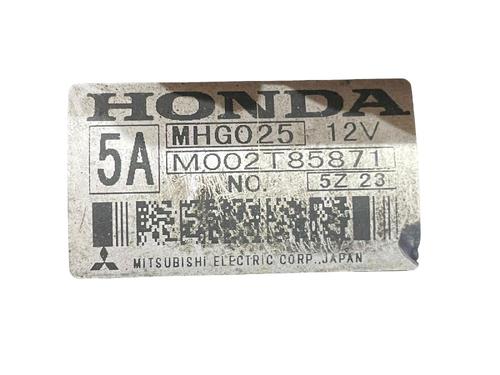 HONDA
5A MHG025 12V
M002T85871
NO. 5Z 23
MITSUBISHI ELECTRIC CORP.,JAPAN